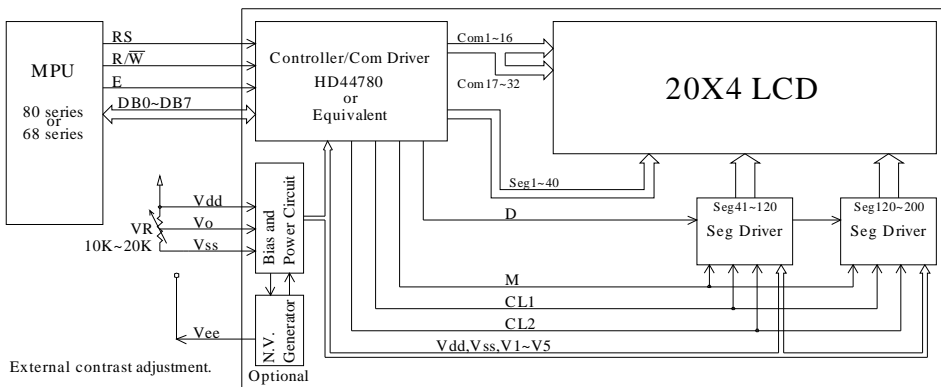 MPU
80 series
or
68 series
RS
R/W̅
E
DB0~DB7
Controller/Com Driver
HD44780
or
Equivalent
Com1~16
Com17~32
20X4 LCD
Seg1~40
D
Seg41~120
Seg Driver
Seg120~200
Seg Driver
Vdd
Vo
Vss
VR
10K~20K
Bias and
Power Circuit
M
CL1
CL2
Vdd,Vss,V1~V5
Vee
N.V.
Generator
Optional
External contrast adjustment.